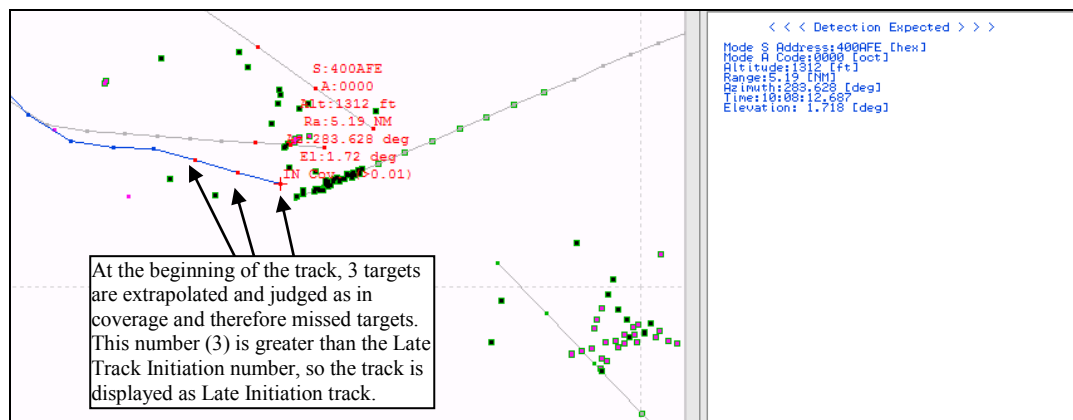 S:400AFE
A:0000
Alt:1312 ft
Ra:5.19 NM
:283.628 deg
El:1.72 deg
IN >0.01)
At the beginning of the track, 3 targets
are extrapolated and judged as in
coverage and therefore missed targets.
This number (3) is greater than the Late
Track Initiation number, so the track is
displayed as Late Initiation track.
< < < Detection Expected > > >
Mode S Address:400AFE [hex]
Mode A Code:0000 [oct]
Altitude:1312 [ft]
Range:5.19 [NM]
Azimuth:283.628 [deg]
Time:10:08:12.687
Elevation: 1.718 [deg]